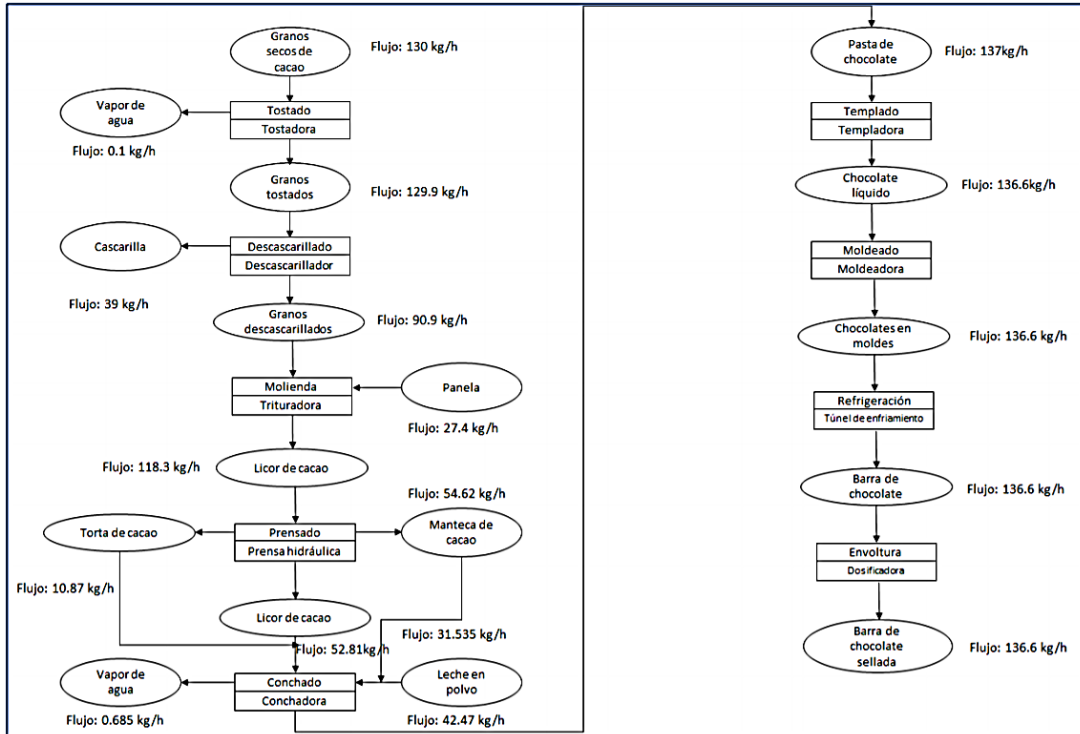 Granos
secos de
cacao
Flujo: 130 kg/h
Vapor de
agua
Flujo: 0.1 kg/h
Tostado
Tostadora
Granos
tostados
Flujo: 129.9 kg/h
Cascarilla
Flujo: 39 kg/h
Descascarillado
Descascarillador
Granos
descascarillados
Flujo: 90.9 kg/h
Molienda
Trituradora
Panela
Flujo: 27.4 kg/h
Flujo: 118.3 kg/h
Licor de cacao
Flujo: 54.62 kg/h
Torta de cacao
Prensado
Prensa hidráulica
Manteca de
cacao
Flujo: 10.87 kg/h
Licor de cacao
Flujo: 31.535 kg/h
Flujo: 52.81kg/h
Vapor de
agua
Flujo: 0.685 kg/h
Conchado
Conchadora
Leche en
polvo
Flujo: 42.47 kg/h
Pasta de
chocolate
Flujo: 137kg/h
Templado
Templadora
Chocolate
líquido
Flujo: 136.6kg/h
Moldeado
Moldeadora
Chocolates en
moldes
Flujo: 136.6 kg/h
Refrigeración
Túnel de enfriamiento
Barra de
chocolate
Flujo: 136.6 kg/h
Envoltura
Dosificadora
Barra de
chocolate
sellada
Flujo: 136.6 kg/h